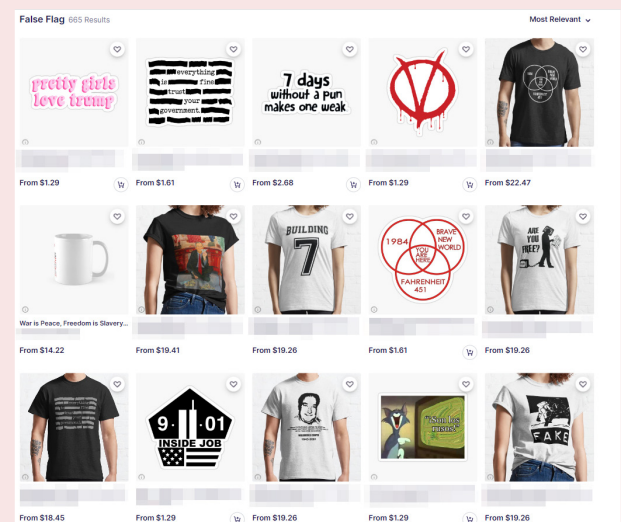 False Flag 665 Results
Most Relevant
pretty girls
love trump
everything
is fine
trust
your
government.
7 days
without a pun
makes one weak
From $1.29
From $1.61
From $2.68
From $1.29
From $22.47
BUILDING
7
1984
BRAVE
NEW
WORLD
YOU
ARE
HERE
FAHRENHEIT
451
ARE
YOU
FREE?
War is Peace, Freedom is Slavery...
From $14.22
From $19.41
From $19.26
From $1.61
From $19.26
9 · 01
INSIDE JOB
FAKE
From $18.45
From $1.29
From $19.26
From $1.29
From $19.26